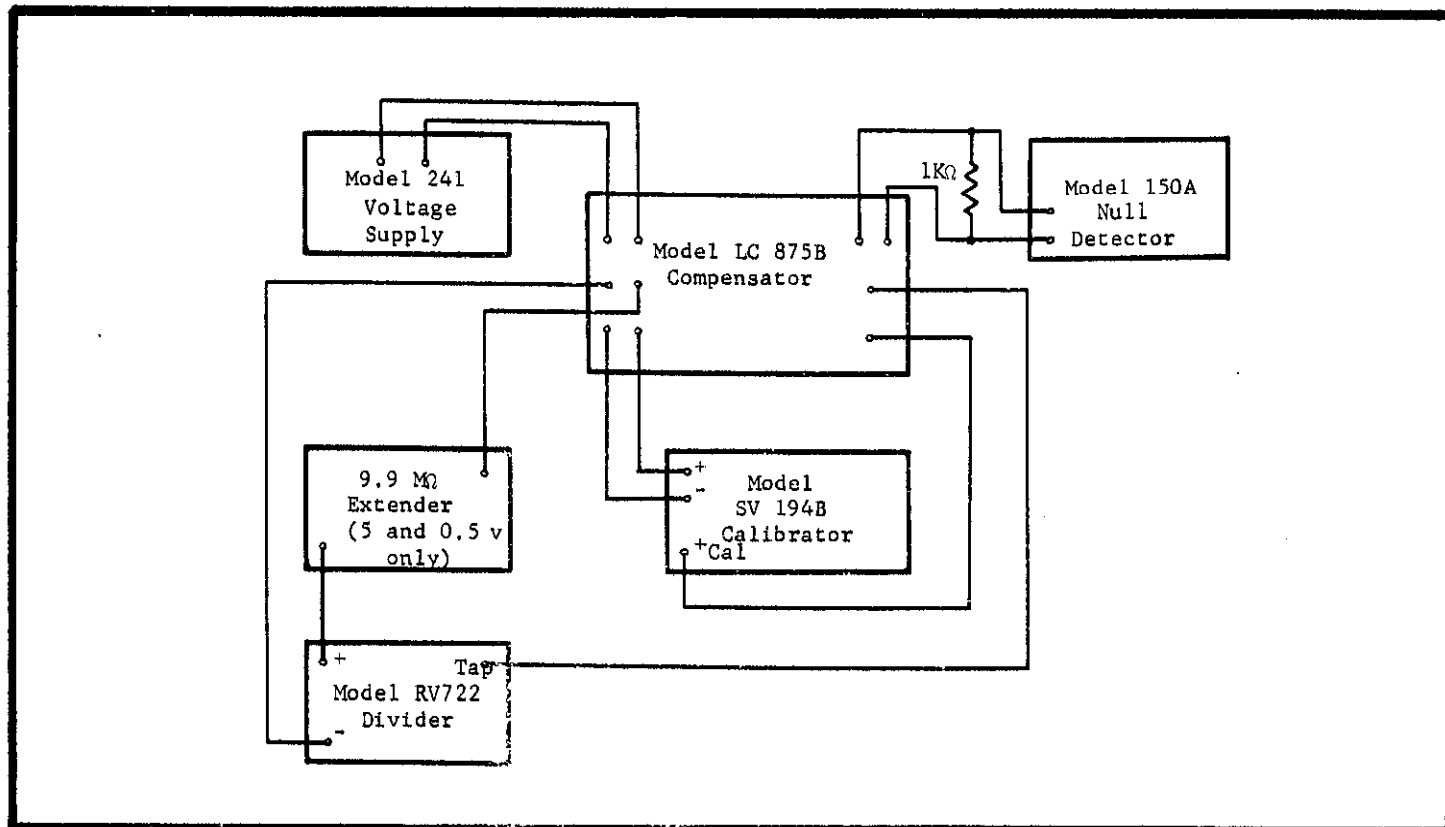 Model 241
Voltage
Supply
Model LC 875B
Compensator
1KΩ
Model 150A
Null
Detector
9.9 MΩ
Extender
(5 and 0.5 v
only)
+
-
Model
SV 194B
Calibrator
+Cal
+
Tap
Model RV722
Divider
-